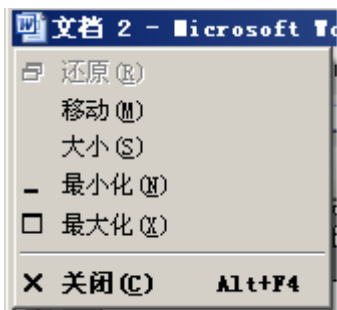 文档 2 - Microsoft
还原(R)
移动(M)
大小(S)
最小化(N)
最大化(X)
关闭(C) Alt+F4